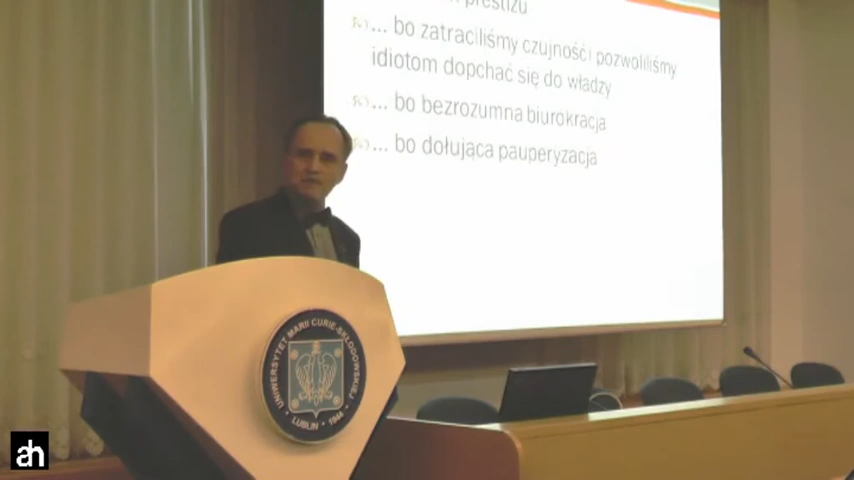 prestiżu
... bo zatraciliśmy czujność i pozwoliliśmy
idiotom dopchać się do władzy
... bo bezrozumna biurokracja
... bo dołująca pauperyzacja
UNIWERSYTET MARII CURIE-SKŁODOWSKIEJ
LUBLIN • 1944
ah